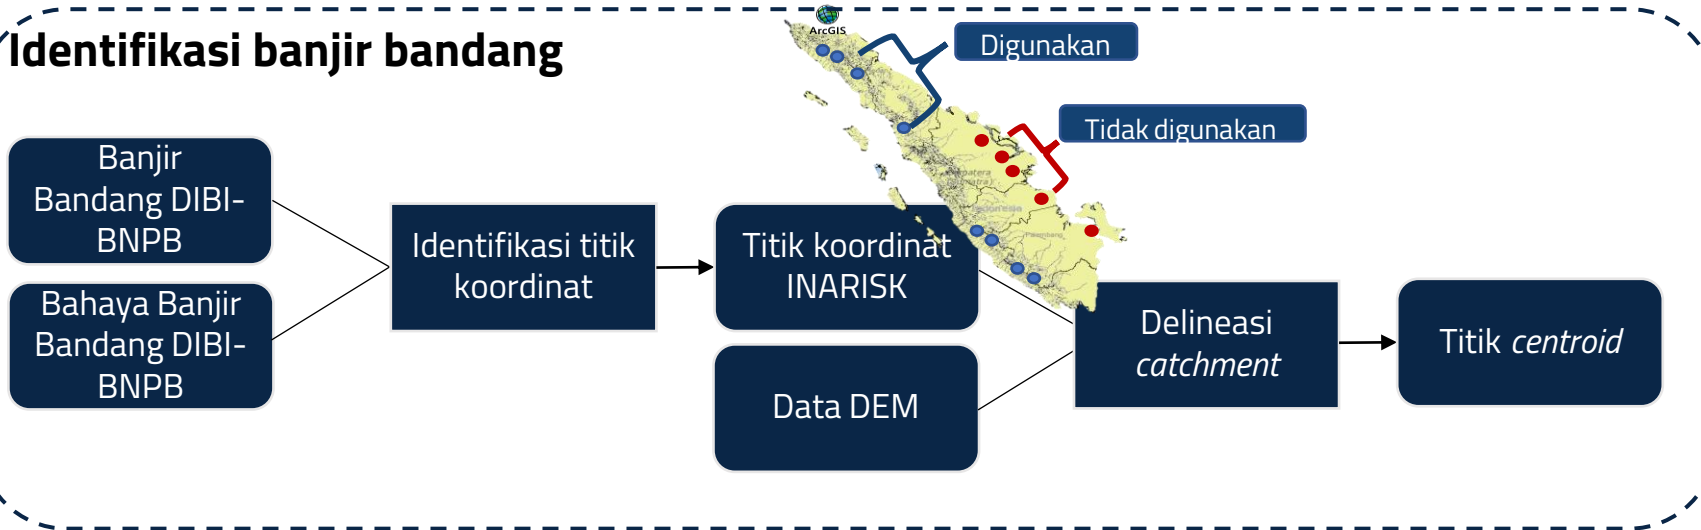 Identifikasi banjir bandang
ArcGIS
Digunakan
Tidak digunakan
Banjir
Bandang DIBI-
BNPB
Bahaya Banjir
Bandang DIBI-
BNPB
Identifikasi titik
koordinat
Titik koordinat
INARISK
Data DEM
Delineasi
catchment
Titik centroid